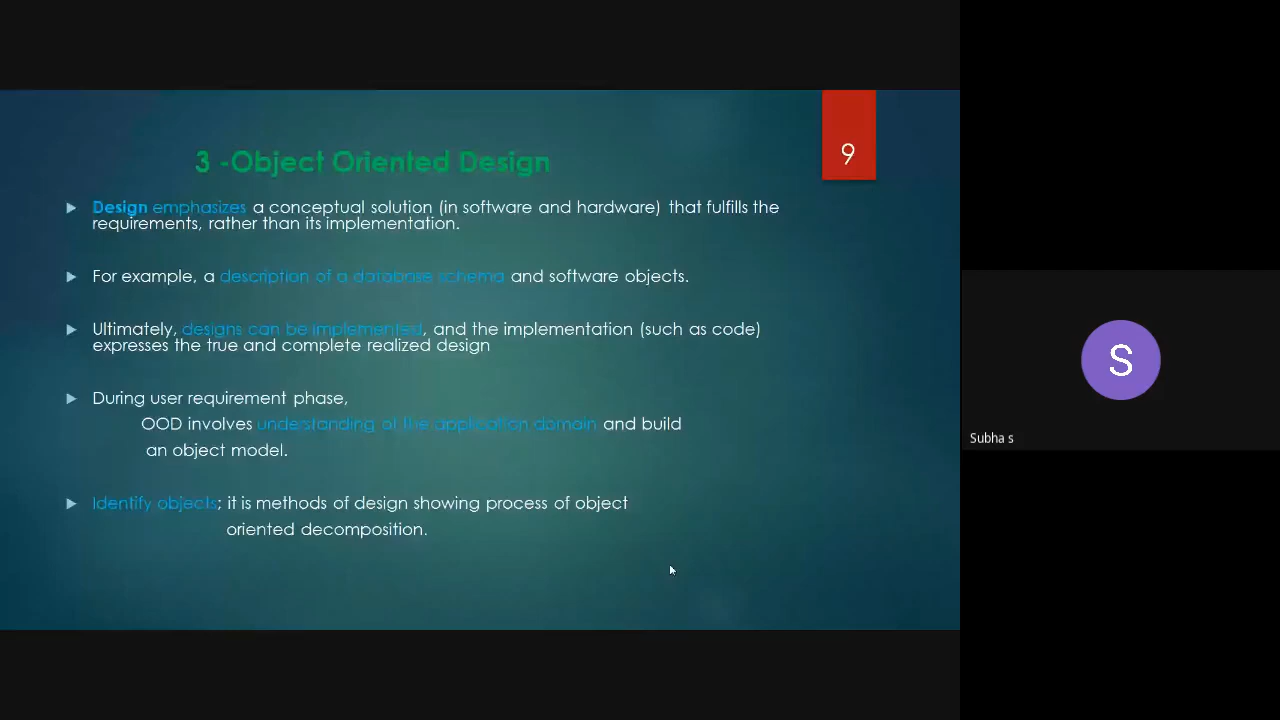 3 -Object Oriented Design
9
Design emphasizes a conceptual solution (in software and hardware) that fulfills the
requirements, rather than its implementation.
For example, a description of a database schema and software objects.
Ultimately, designs can be implemented, and the implementation (such as code)
expresses the true and complete realized design
During user requirement phase,
OOD involves understanding of the application domain and build
an object model.
Identify objects; it is methods of design showing process of object
oriented decomposition.
S
Subha s